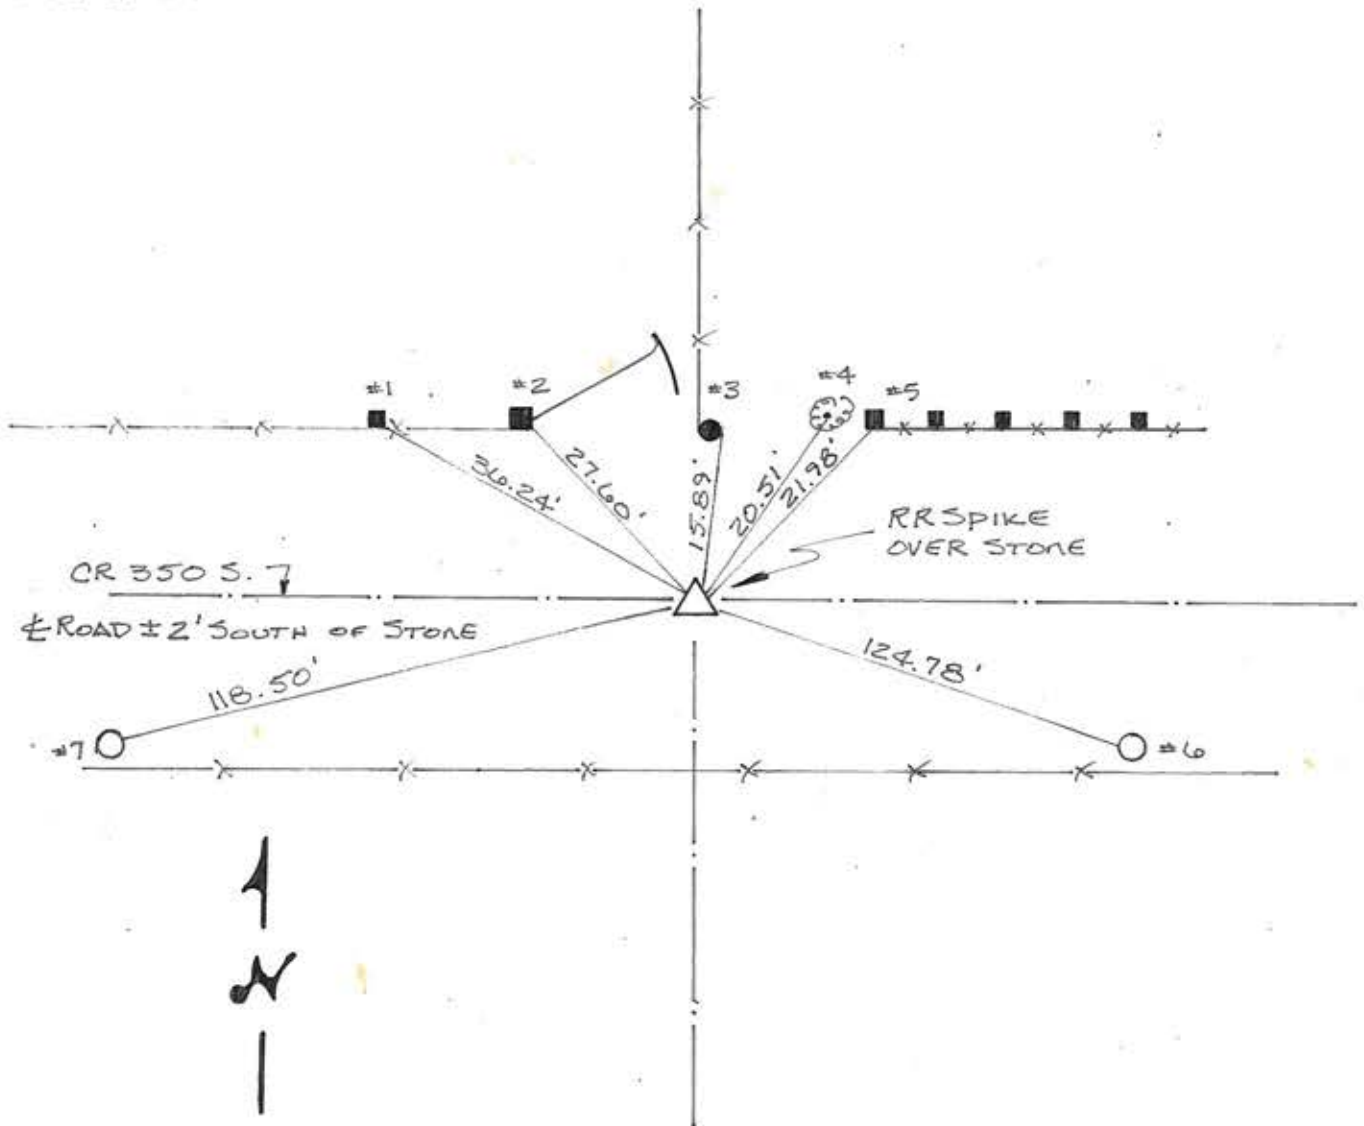 #1
#2
#3
#4
#5
36.24'
27.60'
15.89'
20.51'
21.98'
RR SPIKE
OVER STONE
CR 350 S.
℄ ROAD ± 2' SOUTH OF STONE
118.50'
124.78'
#7
#6
N